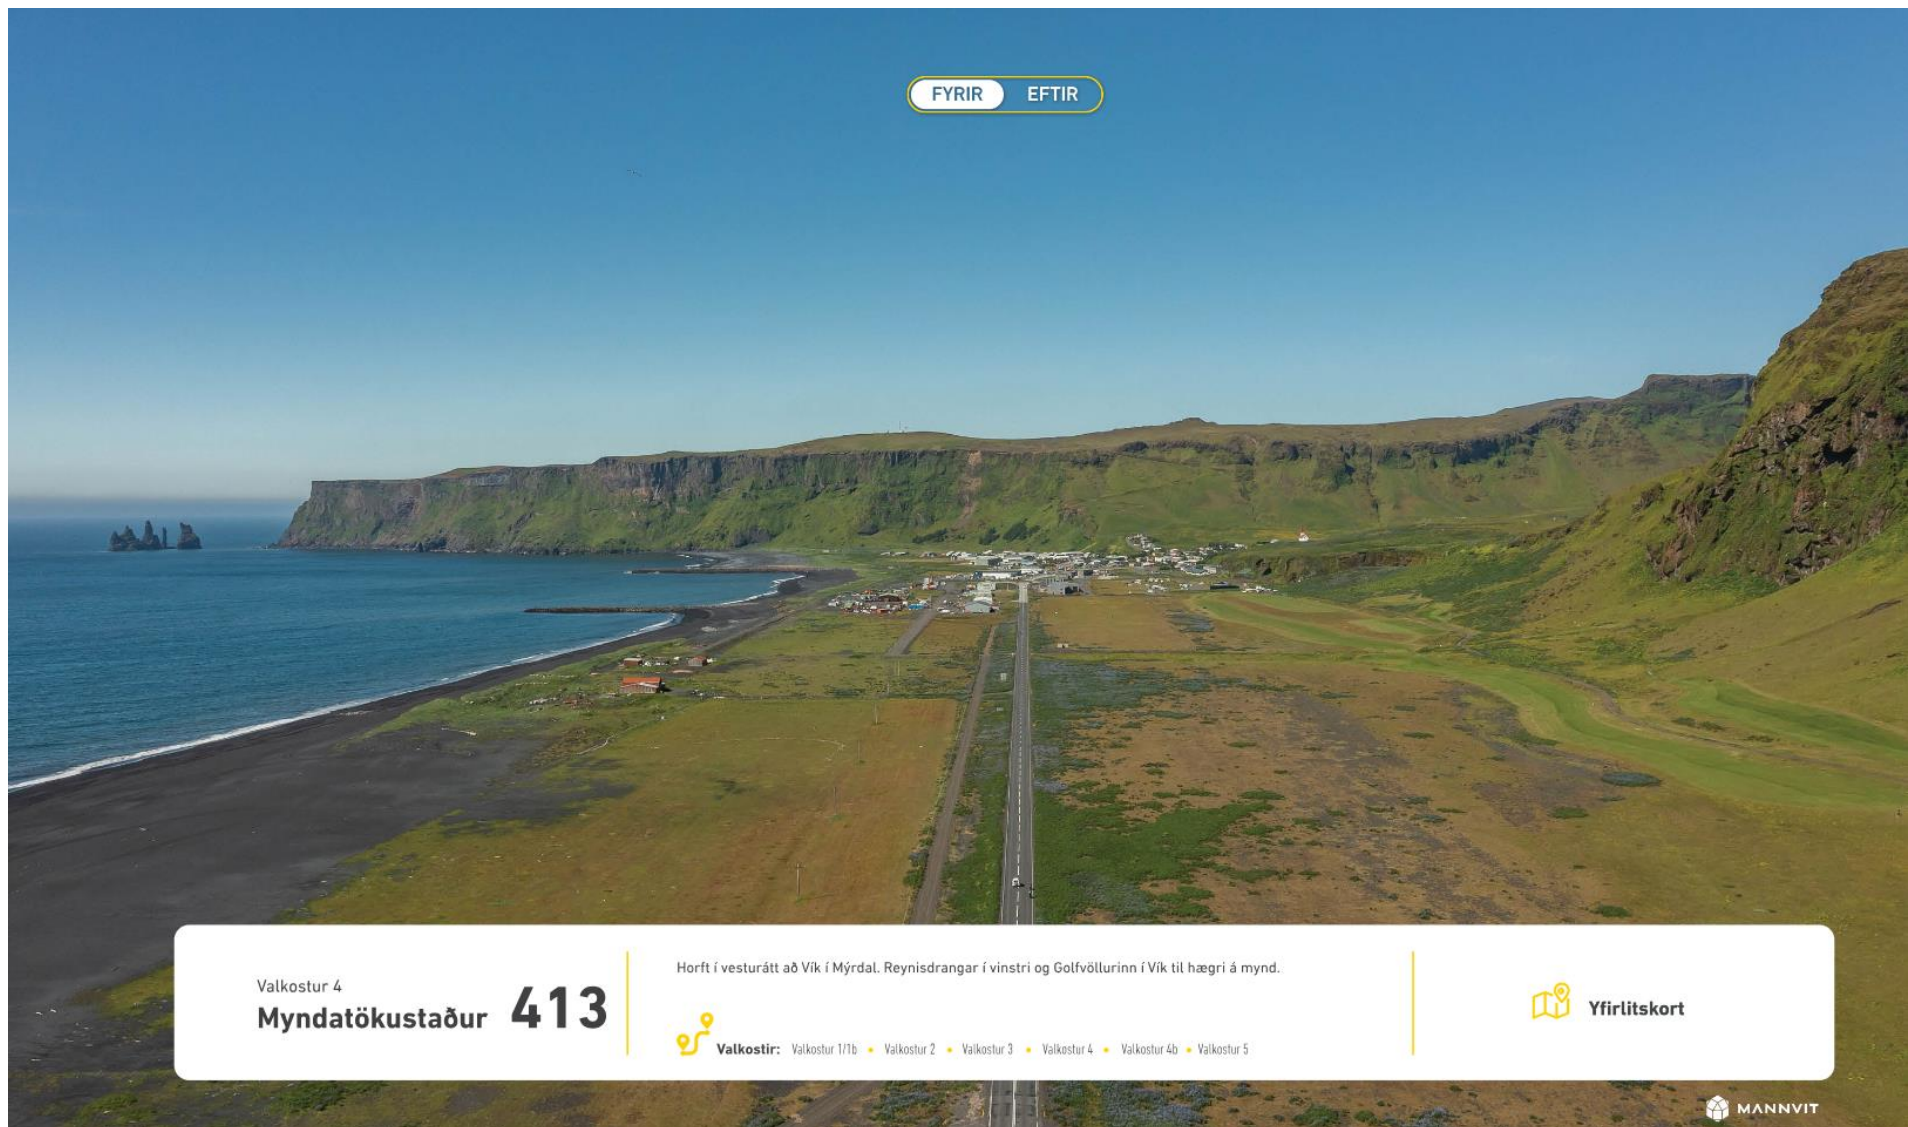 FYRIR EFTIR
Valkostur 4
Myndatökustaður 413
Horft í vesturátt að Vík í Mýrdal. Reynisdrangar í vinstri og Golfvöllurinn í Vík til hægri á mynd.
Valkostir: Valkostur 1/1b • Valkostur 2 • Valkostur 3 • Valkostur 4 • Valkostur 4b • Valkostur 5
Yfirlitskort
MANNVIT